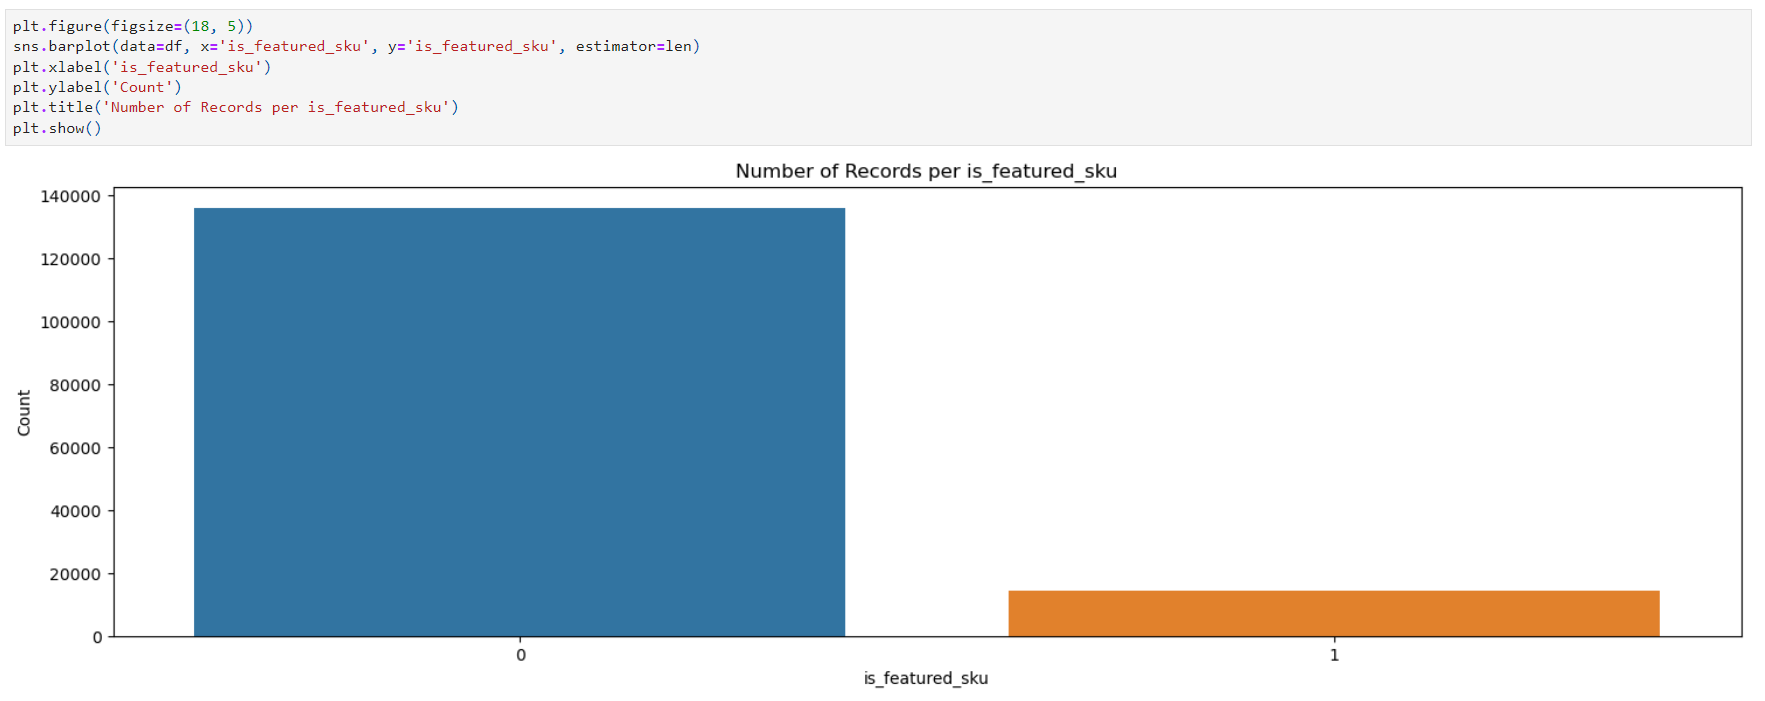 plt.figure(figsize=(18, 5))
sns.barplot(data=df, x='is_featured_sku', y='is_featured_sku', estimator=len)
plt.xlabel('is_featured_sku')
plt.ylabel('Count')
plt.title('Number of Records per is_featured_sku')
plt.show()
Number of Records per is_featured_sku
140000
120000
100000
80000
60000
40000
20000
0
Count
0
1
is_featured_sku